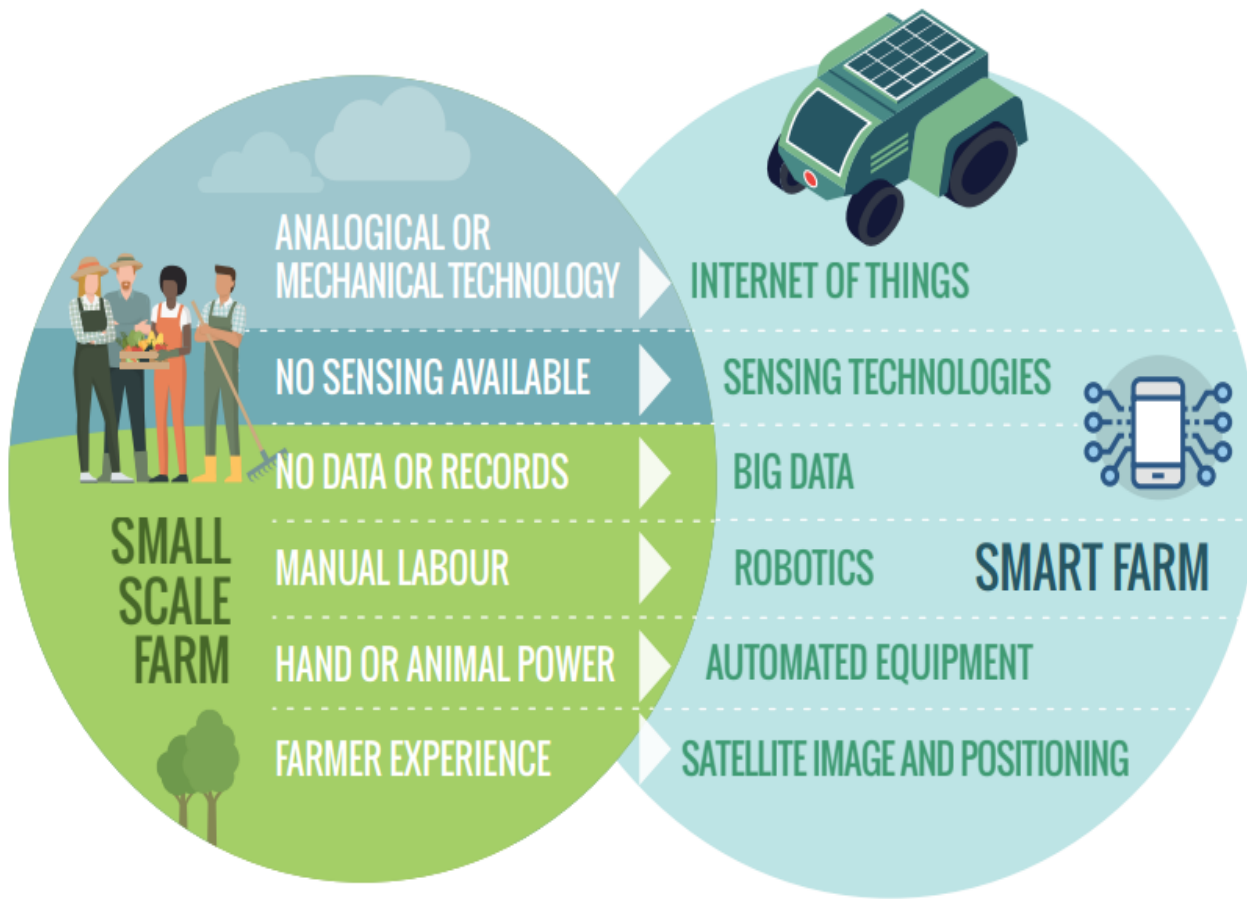 ANALOGICAL OR
MECHANICAL TECHNOLOGY
INTERNET OF THINGS
NO SENSING AVAILABLE
SENSING TECHNOLOGIES
NO DATA OR RECORDS
BIG DATA
SMALL
SCALE
FARM
MANUAL LABOUR
ROBOTICS
SMART FARM
HAND OR ANIMAL POWER
AUTOMATED EQUIPMENT
FARMER EXPERIENCE
SATELLITE IMAGE AND POSITIONING